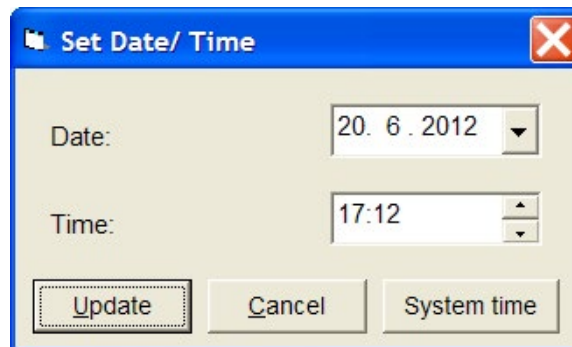 Set Date/ Time
Date: 20. 6 . 2012
Time: 17:12
Update Cancel System time